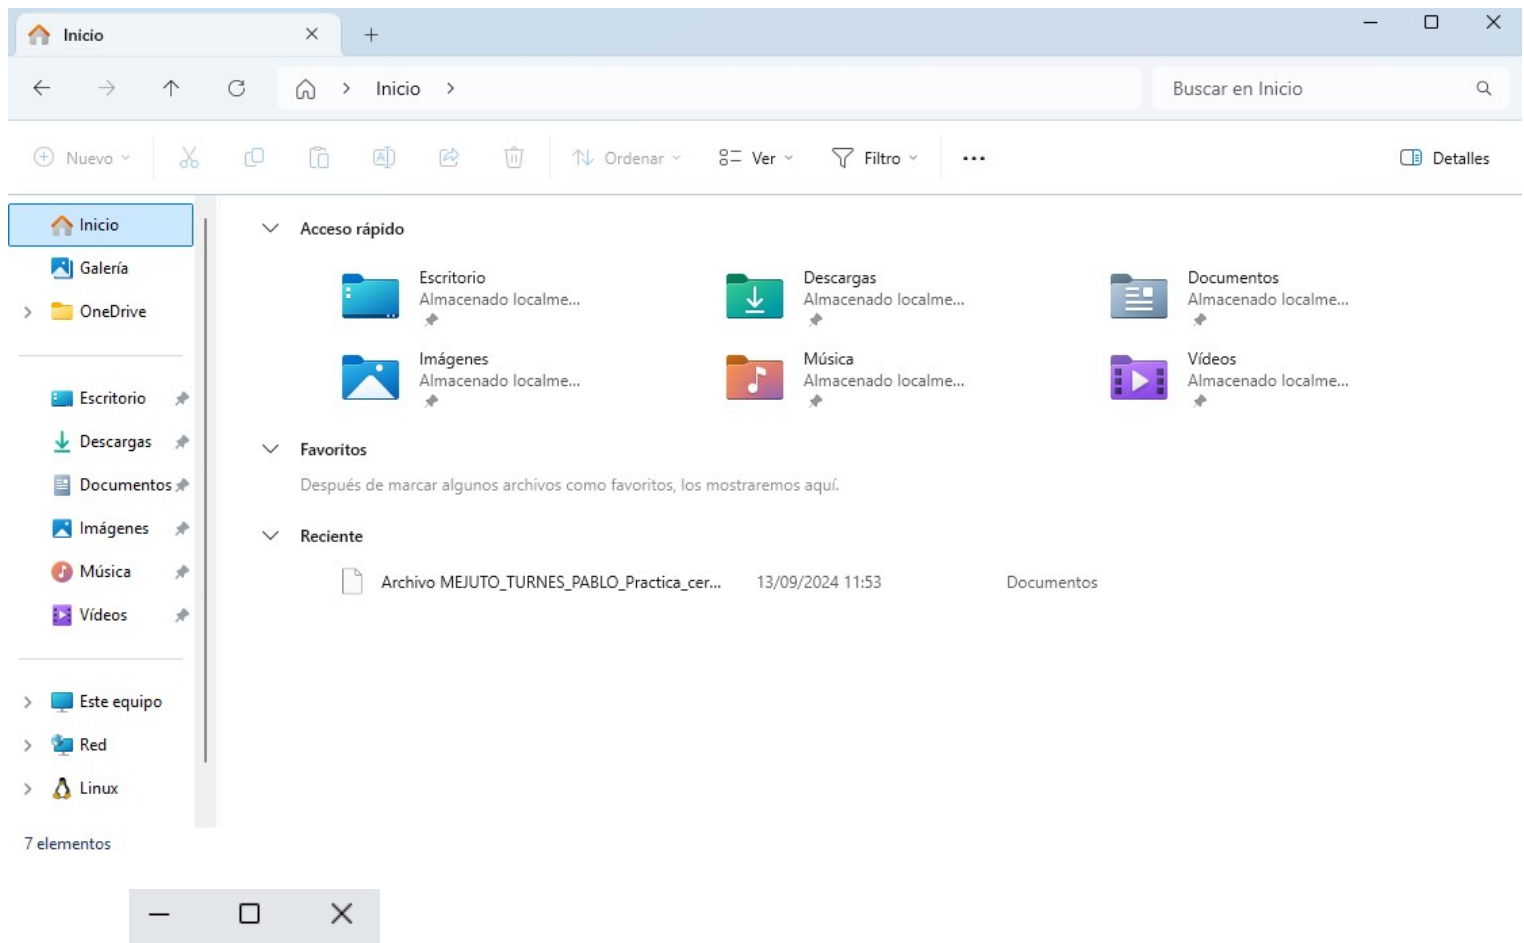 Inicio
Inicio
Buscar en Inicio
Nuevo
Ordenar
Ver
Filtro
Detalles
Inicio
Galería
OneDrive
Escritorio
Descargas
Documentos
Imágenes
Música
Vídeos
Este equipo
Red
Linux
Acceso rápido
Escritorio
Almacenado localme...
Descargas
Almacenado localme...
Documentos
Almacenado localme...
Imágenes
Almacenado localme...
Música
Almacenado localme...
Vídeos
Almacenado localme...
Favoritos
Después de marcar algunos archivos como favoritos, los mostraremos aquí.
Reciente
Archivo MEJUTO_TURNES_PABLO_Practica_cer... 13/09/2024 11:53 Documentos
7 elementos